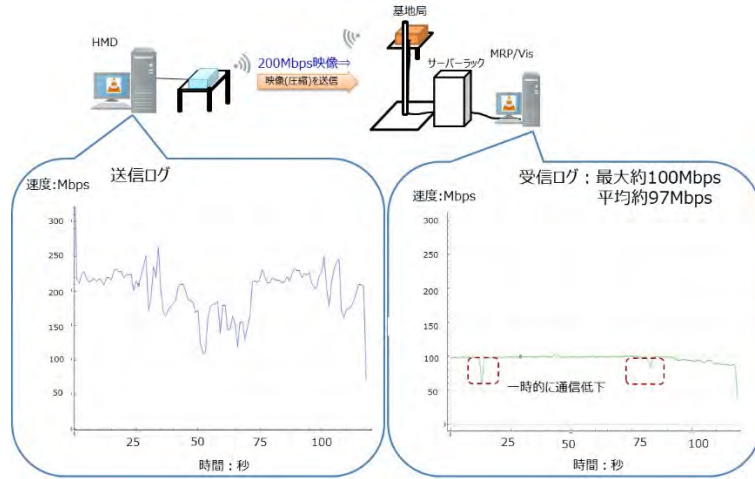 基地局
HMD
MRP/Vis
200Mbps映像⇒
サーバーラック
映像(圧縮)を送信
送信ログ
速度:Mbps
300
250
200
150
100
50
25
50
75
100
時間：秒
受信ログ：最大約100Mbps
平均約97Mbps
速度:Mbps
300
250
200
150
100
50
一時的に通信低下
25
50
75
100
時間：秒